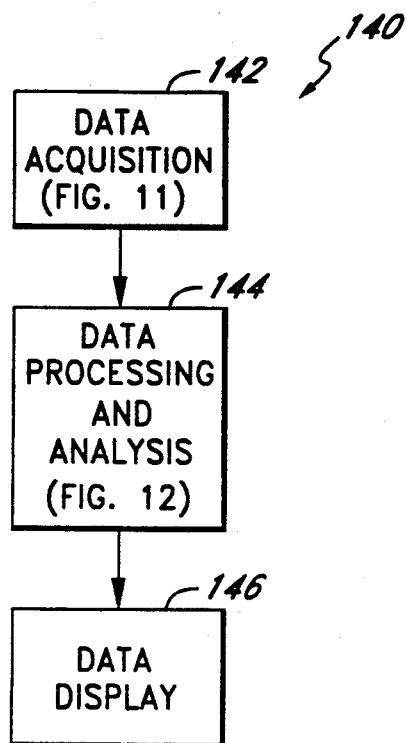 140
142
DATA
ACQUISITION
(FIG. 11)
144
DATA
PROCESSING
AND
ANALYSIS
(FIG. 12)
146
DATA
DISPLAY